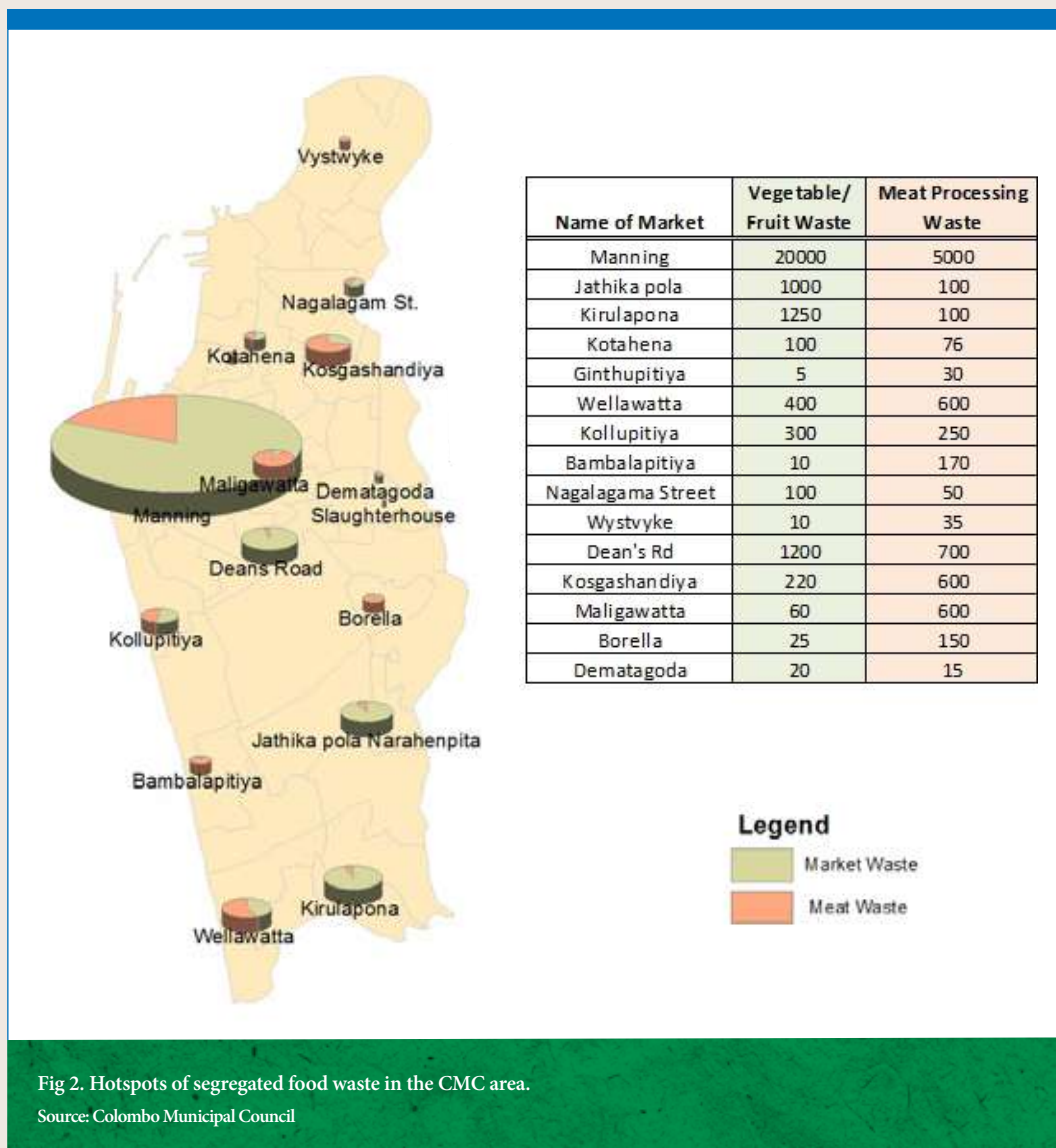 Vystwyke
Nagalagam St.
Kotahena
Kosgashandiya
Maligawatta
Manning
Dematagoda
Slaughterhouse
Deans Road
Borella
Kollupitiya
Jathika pola Narahenpita
Bambalapitiya
Kirulapona
Wellawatta
Name of Market Vegetable/ Fruit Waste Meat Processing Waste
Manning 20000 5000
Jathika pola 1000 100
Kirulapona 1250 100
Kotahena 100 76
Ginthupitiya 5 30
Wellawatta 400 600
Kollupitiya 300 250
Bambalapitiya 10 170
Nagalagama Street 100 50
Wystvyke 10 35
Dean's Rd 1200 700
Kosgashandiya 220 600
Maligawatta 60 600
Borella 25 150
Dematagoda 20 15
Legend
Market Waste
Meat Waste
Fig 2. Hotspots of segregated food waste in the CMC area.
Source: Colombo Municipal Council